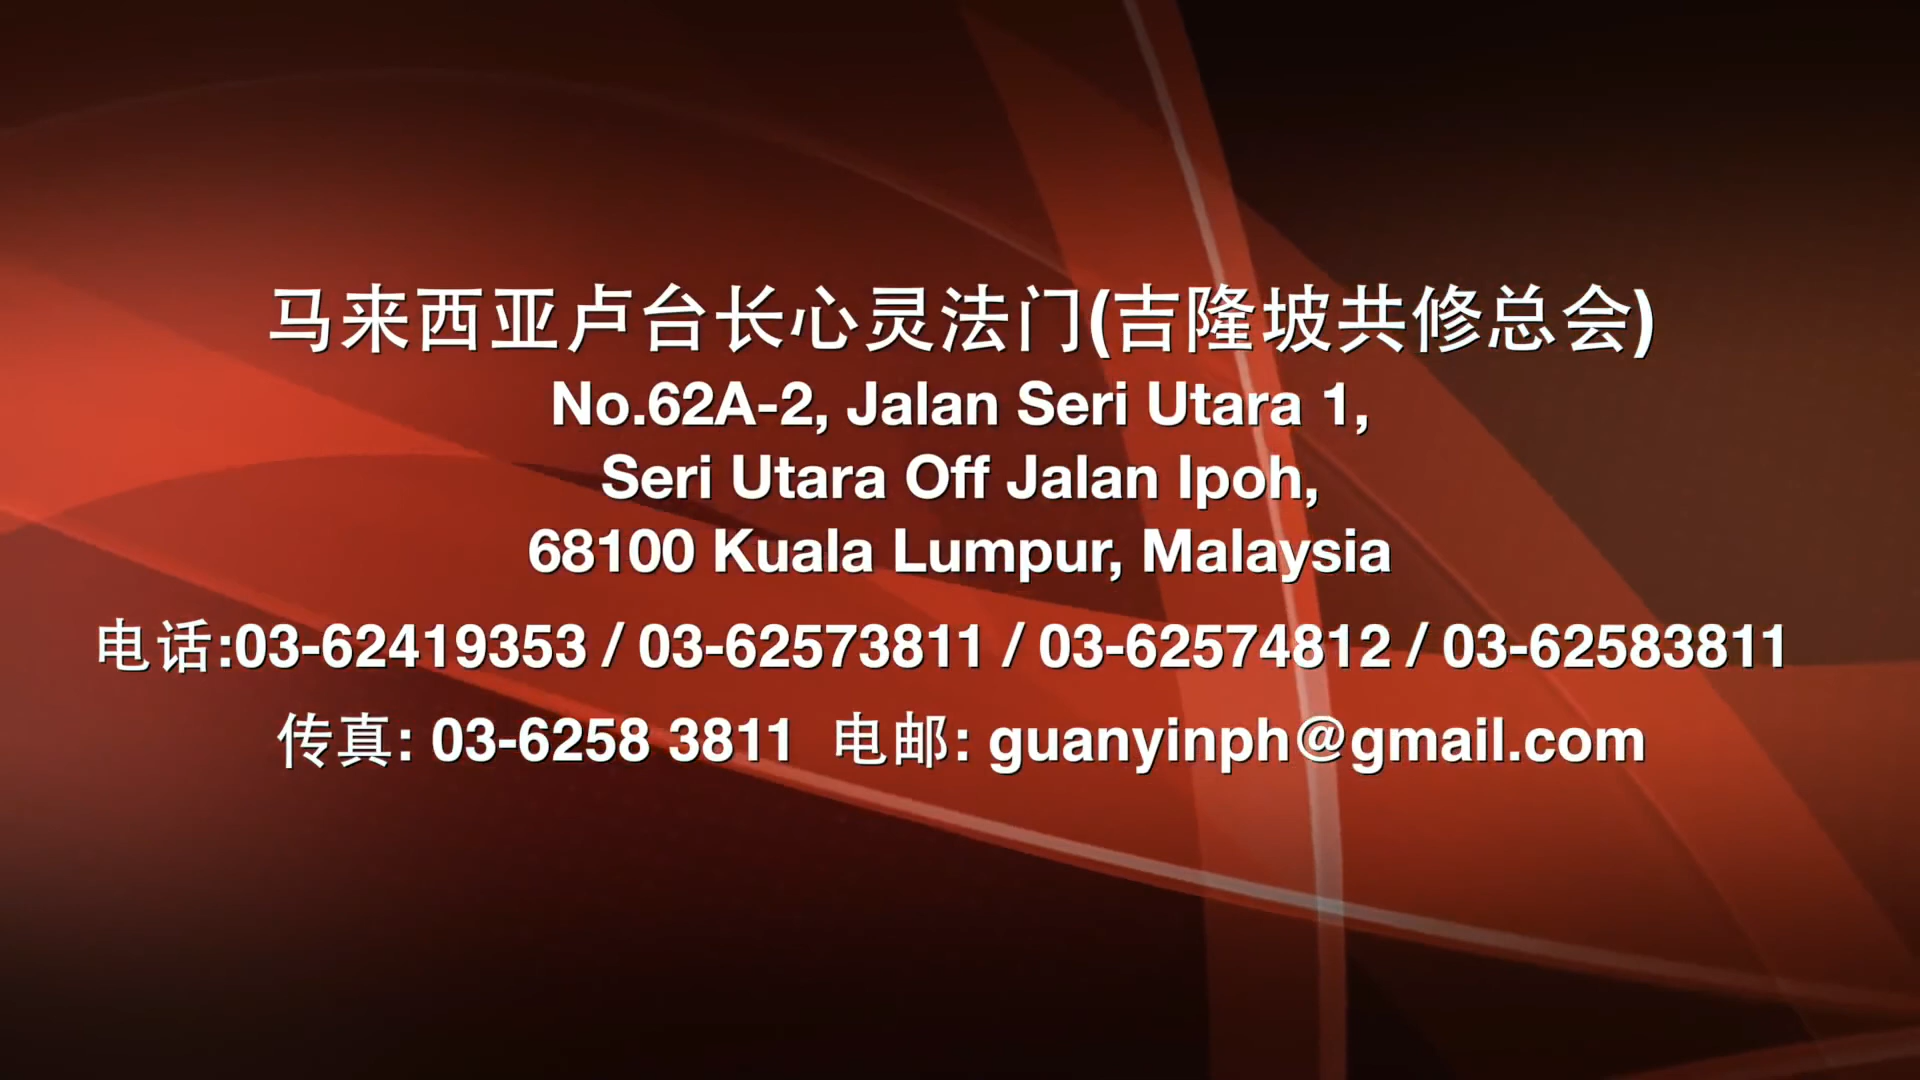 马来西亚卢台长心灵法门(吉隆坡共修总会)
No.62A-2, Jalan Seri Utara 1,
Seri Utara Off Jalan Ipoh,
68100 Kuala Lumpur, Malaysia
电话:03-62419353 / 03-62573811 / 03-62574812 / 03-62583811
传真: 03-6258 3811 电邮: guanyinph@gmail.com